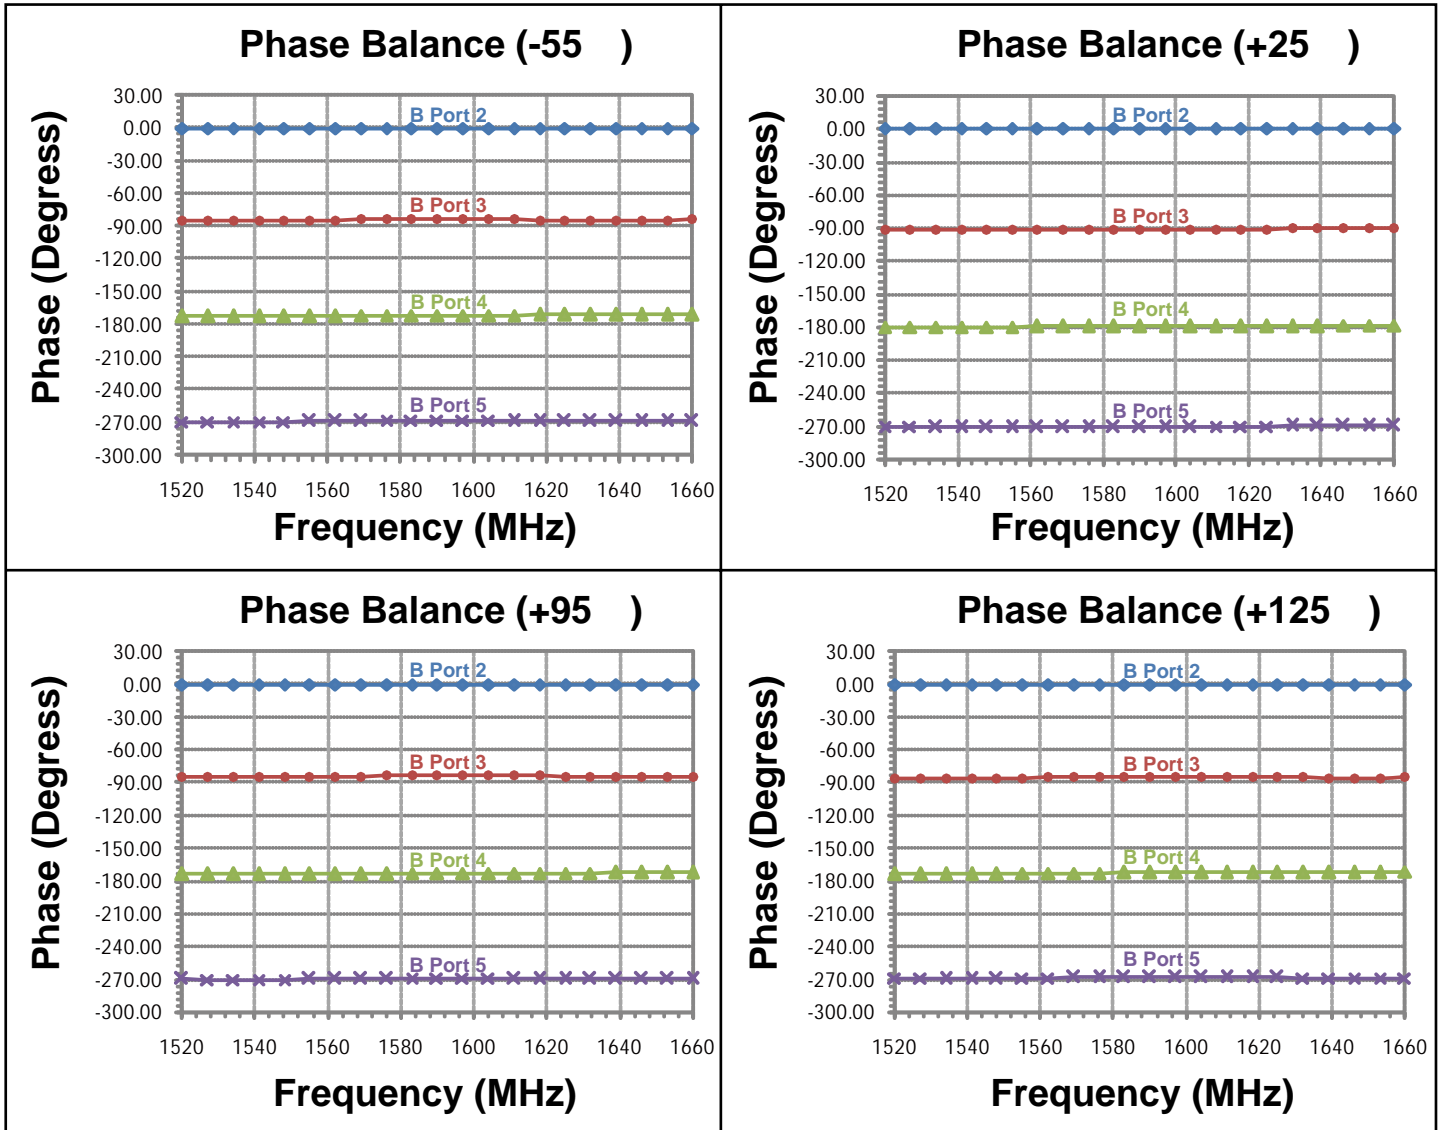 Phase Balance (-55 )
Phase (Degress)
30.00
0.00
-30.00
-60.00
-90.00
-120.00
-150.00
-180.00
-210.00
-240.00
-270.00
-300.00
B Port 2
B Port 3
B Port 4
B Port 5
1520 1540 1560 1580 1600 1620 1640 1660
Frequency (MHz)
Phase Balance (+25 )
Phase (Degress)
30.00
0.00
-30.00
-60.00
-90.00
-120.00
-150.00
-180.00
-210.00
-240.00
-270.00
-300.00
B Port 2
B Port 3
B Port 4
B Port 5
1520 1540 1560 1580 1600 1620 1640 1660
Frequency (MHz)
Phase Balance (+95 )
Phase (Degress)
30.00
0.00
-30.00
-60.00
-90.00
-120.00
-150.00
-180.00
-210.00
-240.00
-270.00
-300.00
B Port 2
B Port 3
B Port 4
B Port 5
1520 1540 1560 1580 1600 1620 1640 1660
Frequency (MHz)
Phase Balance (+125 )
Phase (Degress)
30.00
0.00
-30.00
-60.00
-90.00
-120.00
-150.00
-180.00
-210.00
-240.00
-270.00
-300.00
B Port 2
B Port 3
B Port 4
B Port 5
1520 1540 1560 1580 1600 1620 1640 1660
Frequency (MHz)